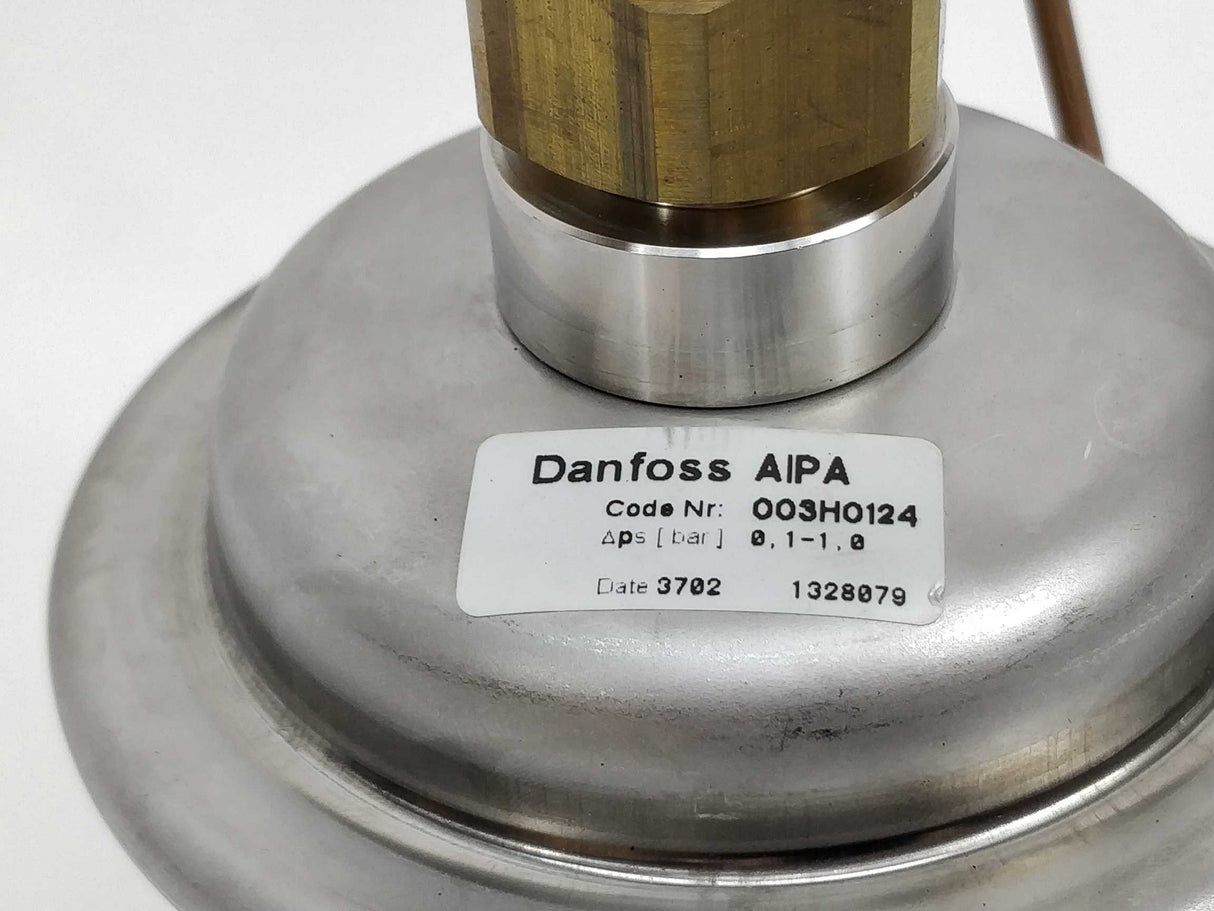 Danfoss AIPA
Code Nr: 003H0124
Δps [bar] 0,1-1,0
Date 3702 1328079